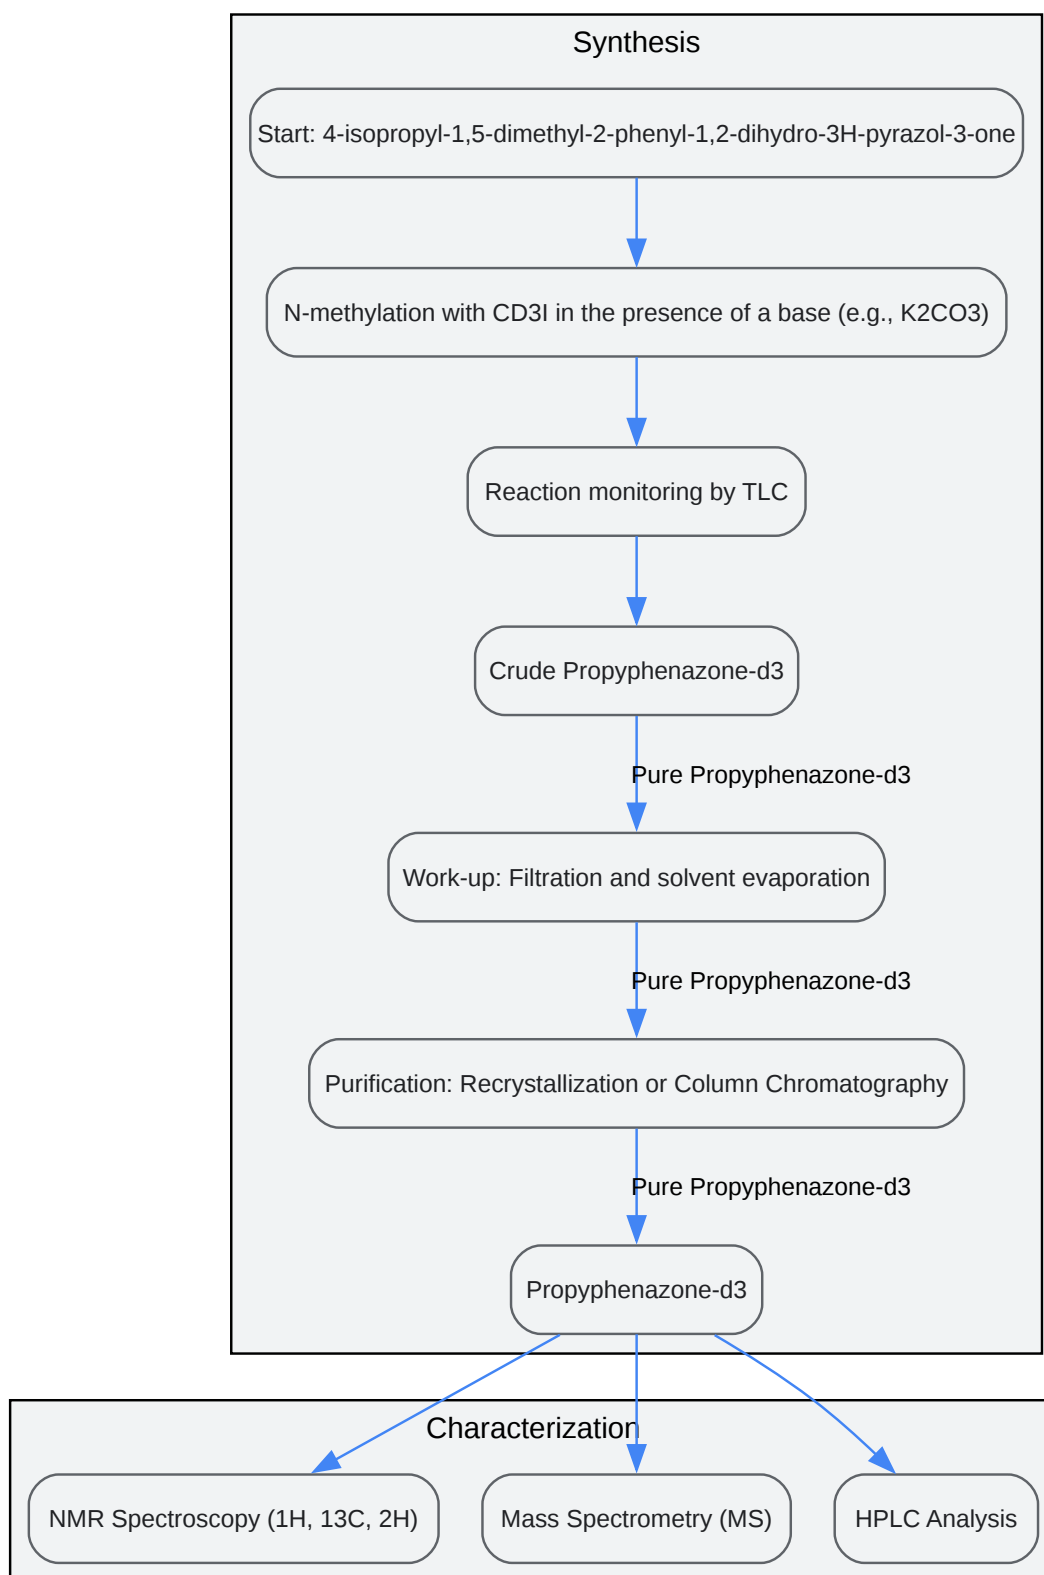 Synthesis
Start: 4-isopropyl-1,5-dimethyl-2-phenyl-1,2-dihydro-3H-pyrazol-3-one
N-methylation with CD3I in the presence of a base (e.g., K2CO3)
Reaction monitoring by TLC
Crude Propyphenazone-d3
Pure Propyphenazone-d3
Work-up: Filtration and solvent evaporation
Pure Propyphenazone-d3
Purification: Recrystallization or Column Chromatography
Pure Propyphenazone-d3
Propyphenazone-d3
Characterization
NMR Spectroscopy (1H, 13C, 2H)
Mass Spectrometry (MS)
HPLC Analysis